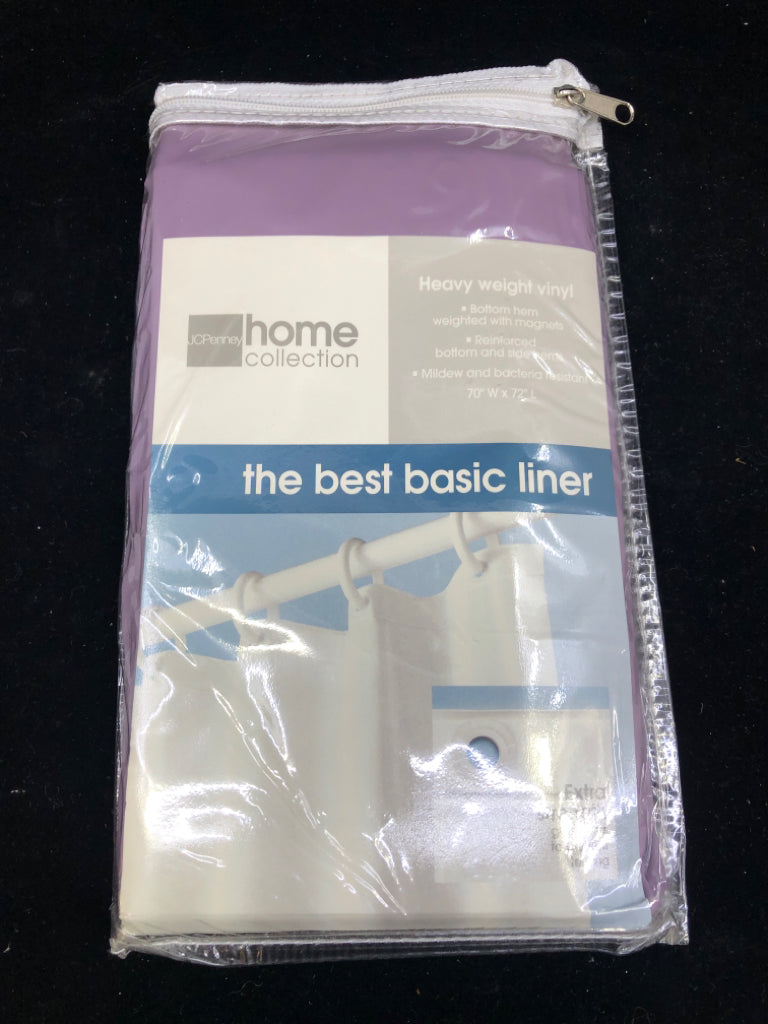 JCPenney
home
collection
Heavy weight vinyl
▪ Bottom hem
weighted with magnets
▪ Reinforced
bottom and side hems
▪ Mildew and bacteria resistant
70" W x 72" L
the best basic liner
Extra